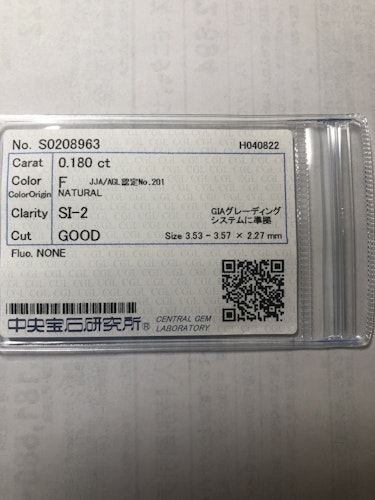 No. S0208963 H040822
Carat 0.180 ct
Color F JJA/AGL認定No.201
ColorOrigin NATURAL
Clarity SI-2 GIAグレーディング
システムに準拠
Cut GOOD Size 3.53 - 3.57 × 2.27 mm
Fluo. NONE
中央宝石研究所® CENTRAL GEM
LABORATORY